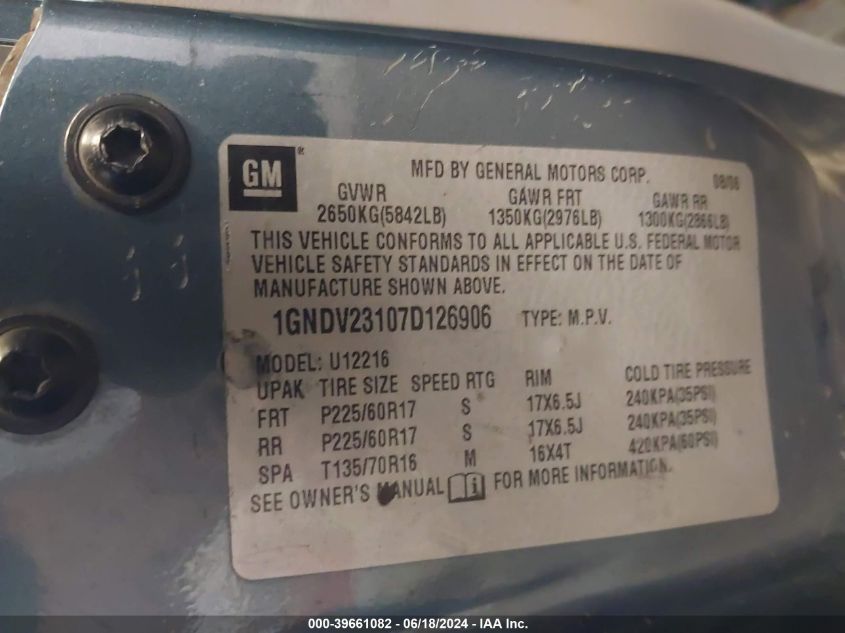 GM ® MFD BY GENERAL MOTORS CORP. 08/06
GVWR GAWR FRT GAWR RR
2650KG(5842LB) 1350KG(2976LB) 1300KG(2866LB)
THIS VEHICLE CONFORMS TO ALL APPLICABLE U.S. FEDERAL MOTOR
VEHICLE SAFETY STANDARDS IN EFFECT ON THE DATE OF
MANUFACTURE SHOWN ABOVE.
1GNDV23107D126906 TYPE: M.P.V.
MODEL: U12216
UPAK TIRE SIZE SPEED RTG RIM COLD TIRE PRESSURE
FRT P225/60R17 S 17X6.5J 240KPA(35PSI)
RR P225/60R17 S 17X6.5J 240KPA(35PSI)
SPA T135/70R16 M 16X4T 420KPA(60PSI)
SEE OWNER'S MANUAL i FOR MORE INFORMATION.
000-39661082 - 06/18/2024 - IAAI Inc.